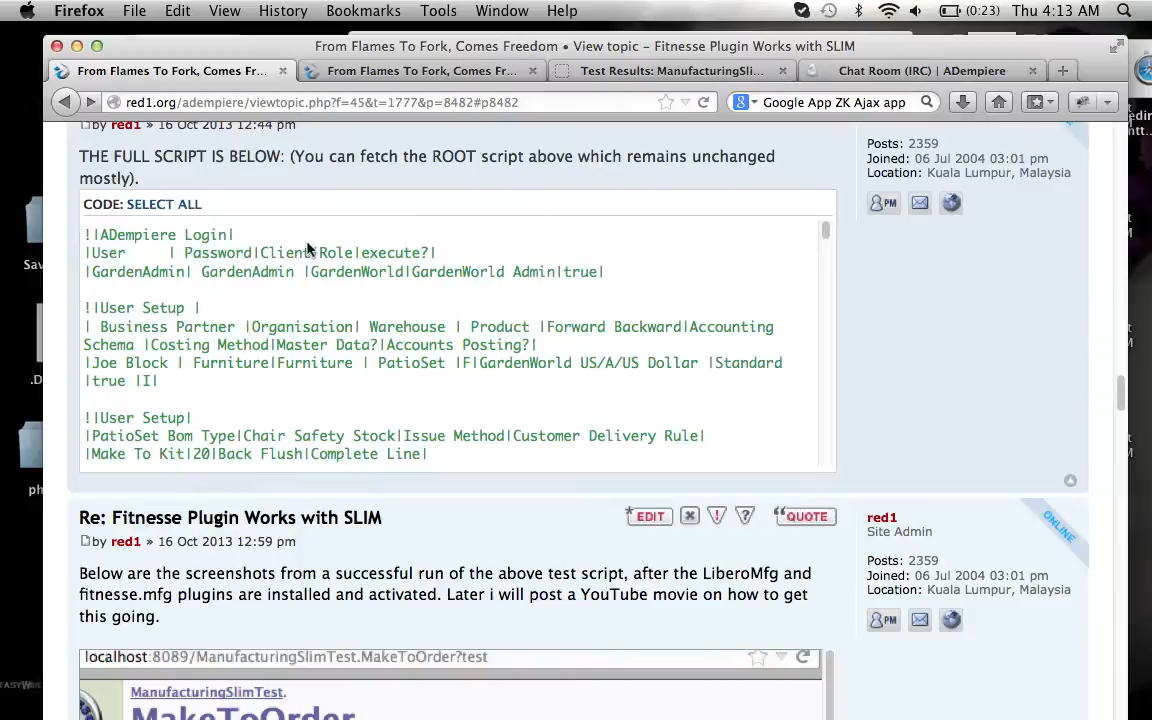 Firefox File Edit View History Bookmarks Tools Window Help (0:23) Thu 4:13 AM
From Flames To Fork, Comes Freedom • View topic - Fitnesse Plugin Works with SLIM
From Flames To Fork, Comes Fr... From Flames To Fork, Comes Fr... Test Results: ManufacturingSli... Chat Room (IRC) | ADempiere
red1.org/adempiere/viewtopic.php?f=45&t=1777&p=8482#p8482 Google App ZK Ajax app
by red1 » 16 Oct 2013 12:44 pm
THE FULL SCRIPT IS BELOW: (You can fetch the ROOT script above which remains unchanged
mostly).
CODE: SELECT ALL
!|ADempiere Login|
|User | Password|Client|Role|execute?|
|GardenAdmin| GardenAdmin |GardenWorld|GardenWorld Admin|true|
!|User Setup |
| Business Partner |Organisation| Warehouse | Product |Forward Backward|Accounting
Schema |Costing Method|Master Data?|Accounts Posting?|
|Joe Block | Furniture|Furniture | PatioSet |F|GardenWorld US/A/US Dollar |Standard
|true |I|
!|User Setup|
|PatioSet Bom Type|Chair Safety Stock|Issue Method|Customer Delivery Rule|
|Make To Kit|20|Back Flush|Complete Line|
Posts: 2359
Joined: 06 Jul 2004 03:01 pm
Location: Kuala Lumpur, Malaysia
PM
Re: Fitnesse Plugin Works with SLIM
EDIT QUOTE
by red1 » 16 Oct 2013 12:59 pm
Below are the screenshots from a successful run of the above test script, after the LiberoMfg and
fitnesse.mfg plugins are installed and activated. Later i will post a YouTube movie on how to get
this going.
red1
Site Admin
ONLINE
Posts: 2359
Joined: 06 Jul 2004 03:01 pm
Location: Kuala Lumpur, Malaysia
PM
localhost:8089/ManufacturingSlimTest.MakeToOrder?test
ManufacturingSlimTest.
MakeToOrder
Sav
.D
ph